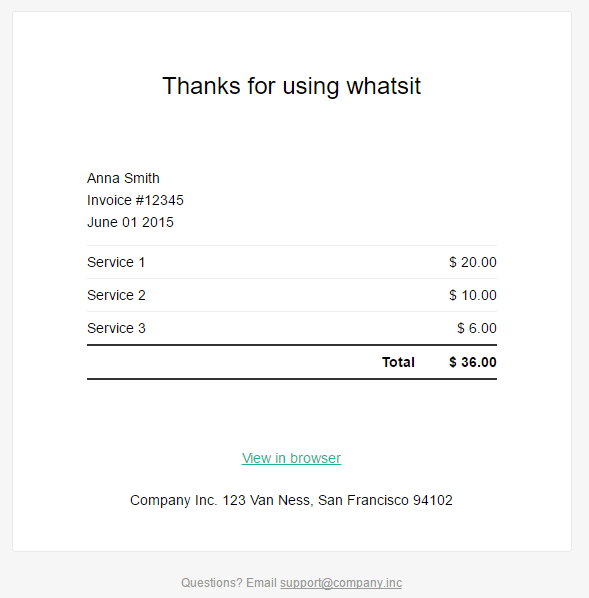 Thanks for using whatsit
Anna Smith
Invoice #12345
June 01 2015
Service 1 $ 20.00
Service 2 $ 10.00
Service 3 $ 6.00
Total $ 36.00
View in browser
Company Inc. 123 Van Ness, San Francisco 94102
Questions? Email support@company.inc